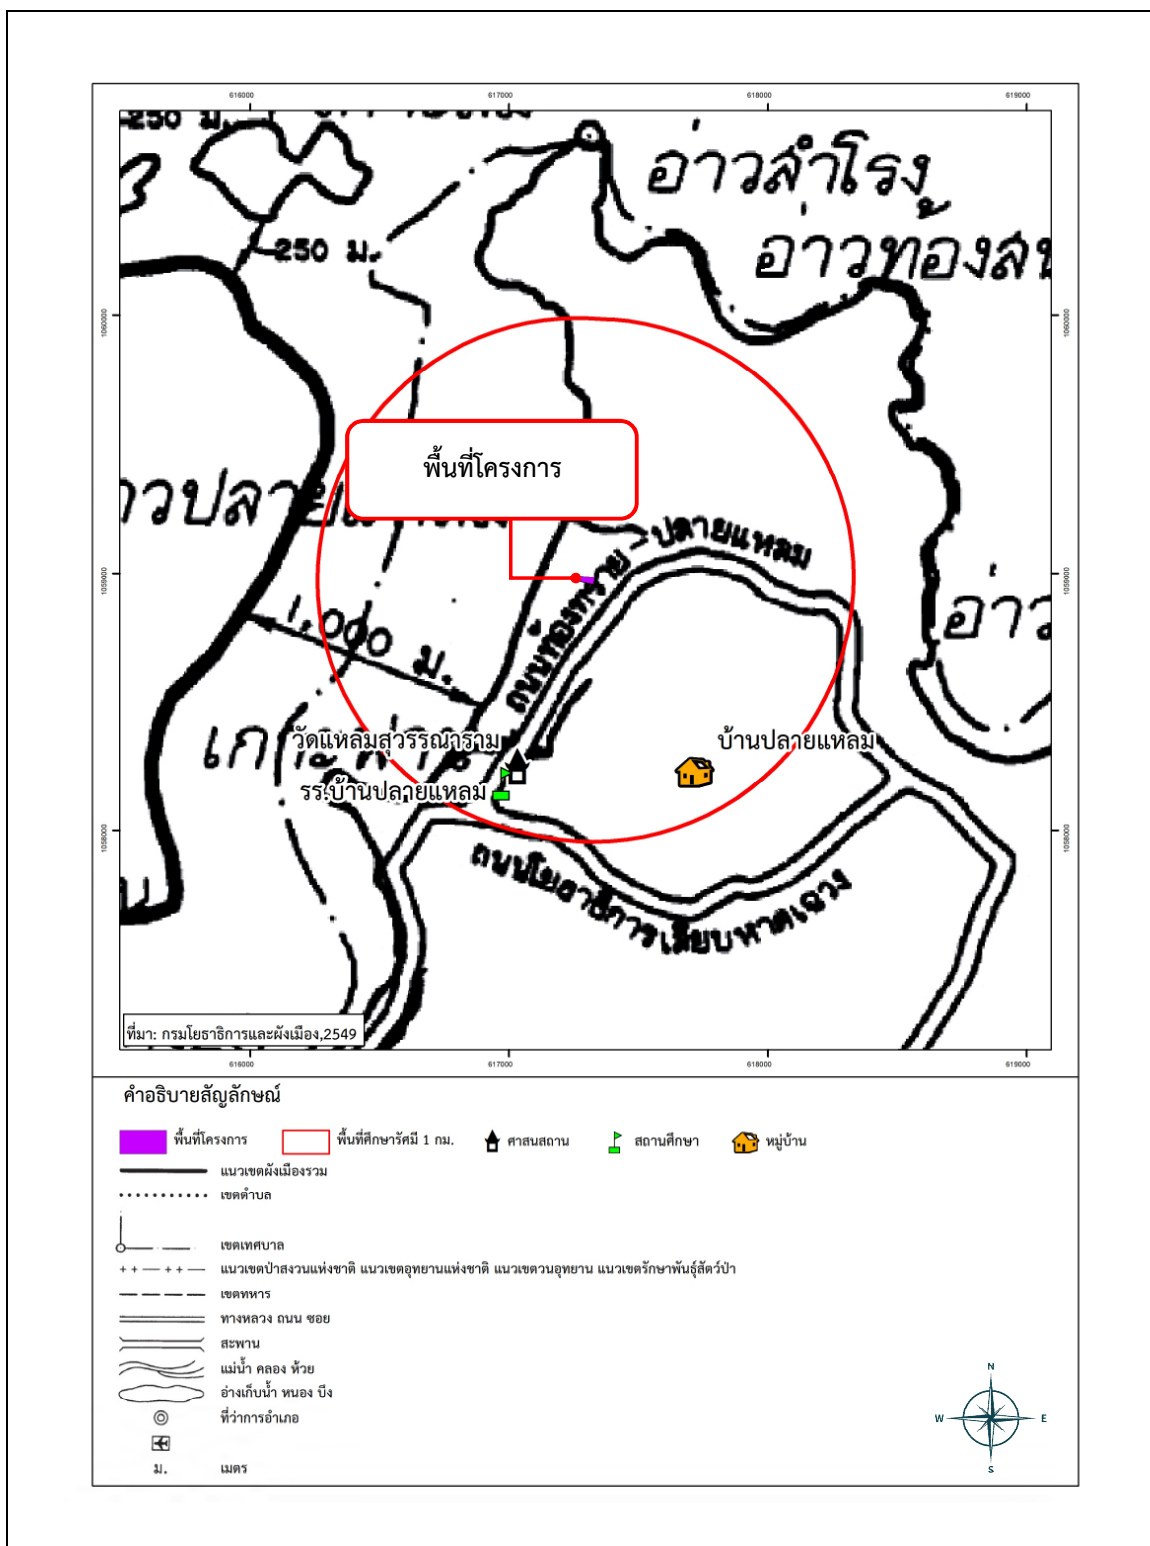 616000 617000 618000 619000
250 ม.
อ่าวสำโรง
250 ม.
อ่าวท้องส
1060000 1060000
พื้นที่โครงการ
าวปลาย
ถนนท้องทราย - ปลายแหลม
1059000 1059000
1,000 ม.
อ่าว
วัดแหลมสุวรรณาราม
บ้านปลายแหลม
รร.บ้านปลายแหลม
1058000 1058000
ถนนโยธาธิการเลียบหาดเฉวง
ที่มา: กรมโยธาธิการและผังเมือง,2549
616000 617000 618000 619000
คำอธิบายสัญลักษณ์
พื้นที่โครงการ พื้นที่ศึกษารัศมี 1 กม. ศาสนสถาน สถานศึกษา หมู่บ้าน
แนวเขตผังเมืองรวม
เขตตำบล
เขตเทศบาล
แนวเขตป่าสงวนแห่งชาติ แนวเขตอุทยานแห่งชาติ แนวเขตวนอุทยาน แนวเขตรักษาพันธุ์สัตว์ป่า
เขตทหาร
ทางหลวง ถนน ซอย
สะพาน
แม่น้ำ คลอง ห้วย
อ่างเก็บน้ำ หนอง บึง
ที่ว่าการอำเภอ
ม. เมตร
N
W E
S